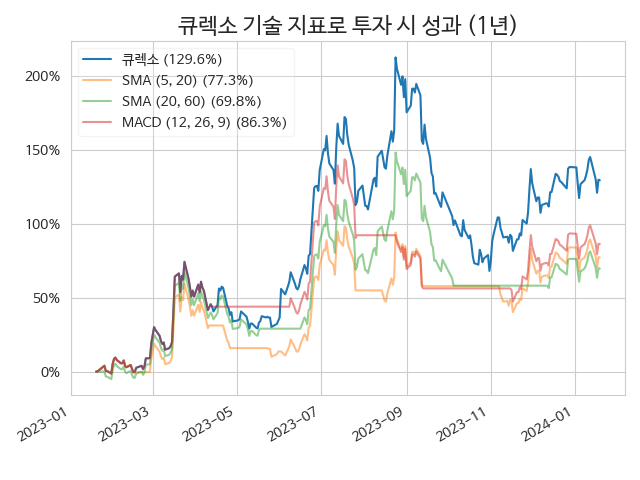 큐렉소 기술 지표로 투자 시 성과 (1년)
200%
150%
100%
50%
0%
큐렉소 (129.6%)
SMA (5, 20) (77.3%)
SMA (20, 60) (69.8%)
MACD (12, 26, 9) (86.3%)
2023-01
2023-03
2023-05
2023-07
2023-09
2023-11
2024-01